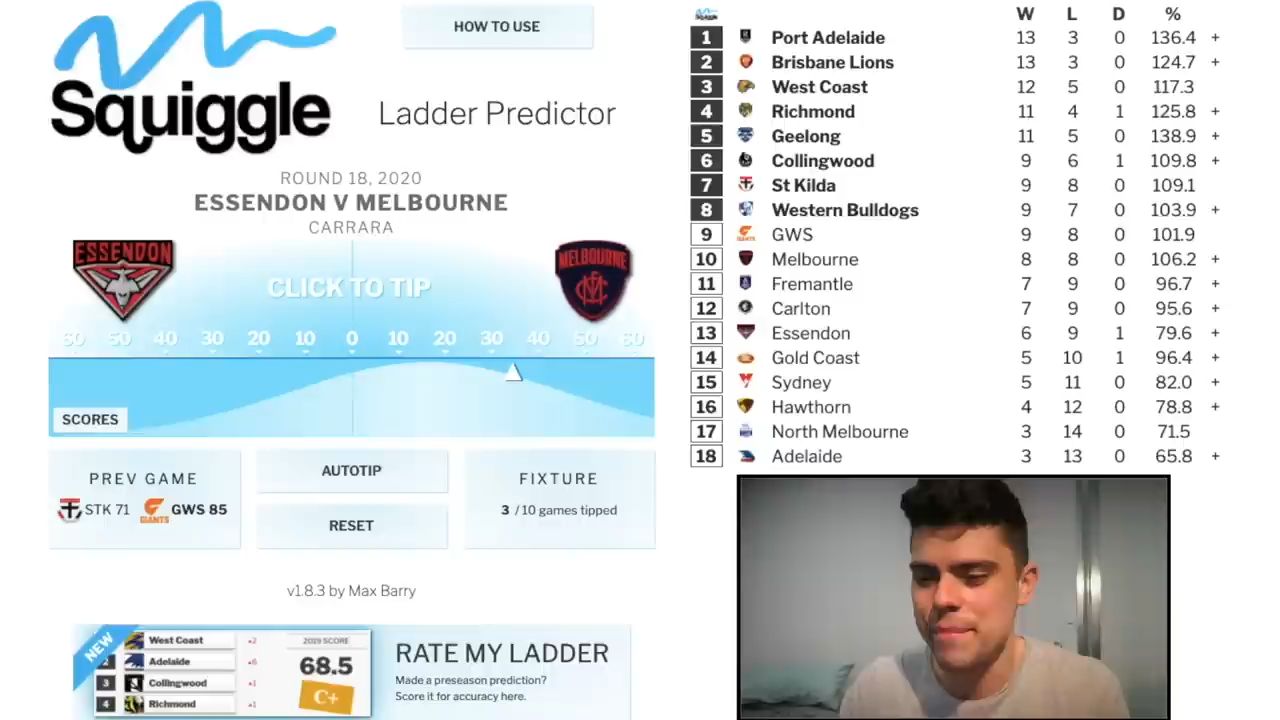 Squiggle
HOW TO USE
Ladder Predictor
ROUND 18, 2020
ESSENDON V MELBOURNE
CARRARA
ESSENDON
MELBOURNE
CLICK TO TIP
60 50 40 30 20 10 0 10 20 30 40 50 60
SCORES
PREV GAME
STK 71 GIANTS GWS 85
AUTOTIP
RESET
FIXTURE
3 / 10 games tipped
v1.8.3 by Max Barry
NEW
West Coast +2
2 Adelaide +6
3 Collingwood +1
4 Richmond +1
2019 SCORE
68.5
C+
RATE MY LADDER
Made a preseason prediction?
Score it for accuracy here.
Squiggle W L D %
1 Port Adelaide 13 3 0 136.4 +
2 Brisbane Lions 13 3 0 124.7 +
3 West Coast 12 5 0 117.3
4 Richmond 11 4 1 125.8 +
5 Geelong 11 5 0 138.9 +
6 Collingwood 9 6 1 109.8 +
7 St Kilda 9 8 0 109.1
8 Western Bulldogs 9 7 0 103.9 +
9 GIANTS GWS 9 8 0 101.9
10 Melbourne 8 8 0 106.2 +
11 Fremantle 7 9 0 96.7 +
12 Carlton 7 9 0 95.6 +
13 Essendon 6 9 1 79.6 +
14 Gold Coast 5 10 1 96.4 +
15 Sydney 5 11 0 82.0 +
16 Hawthorn 4 12 0 78.8 +
17 North Melbourne 3 14 0 71.5
18 Adelaide 3 13 0 65.8 +